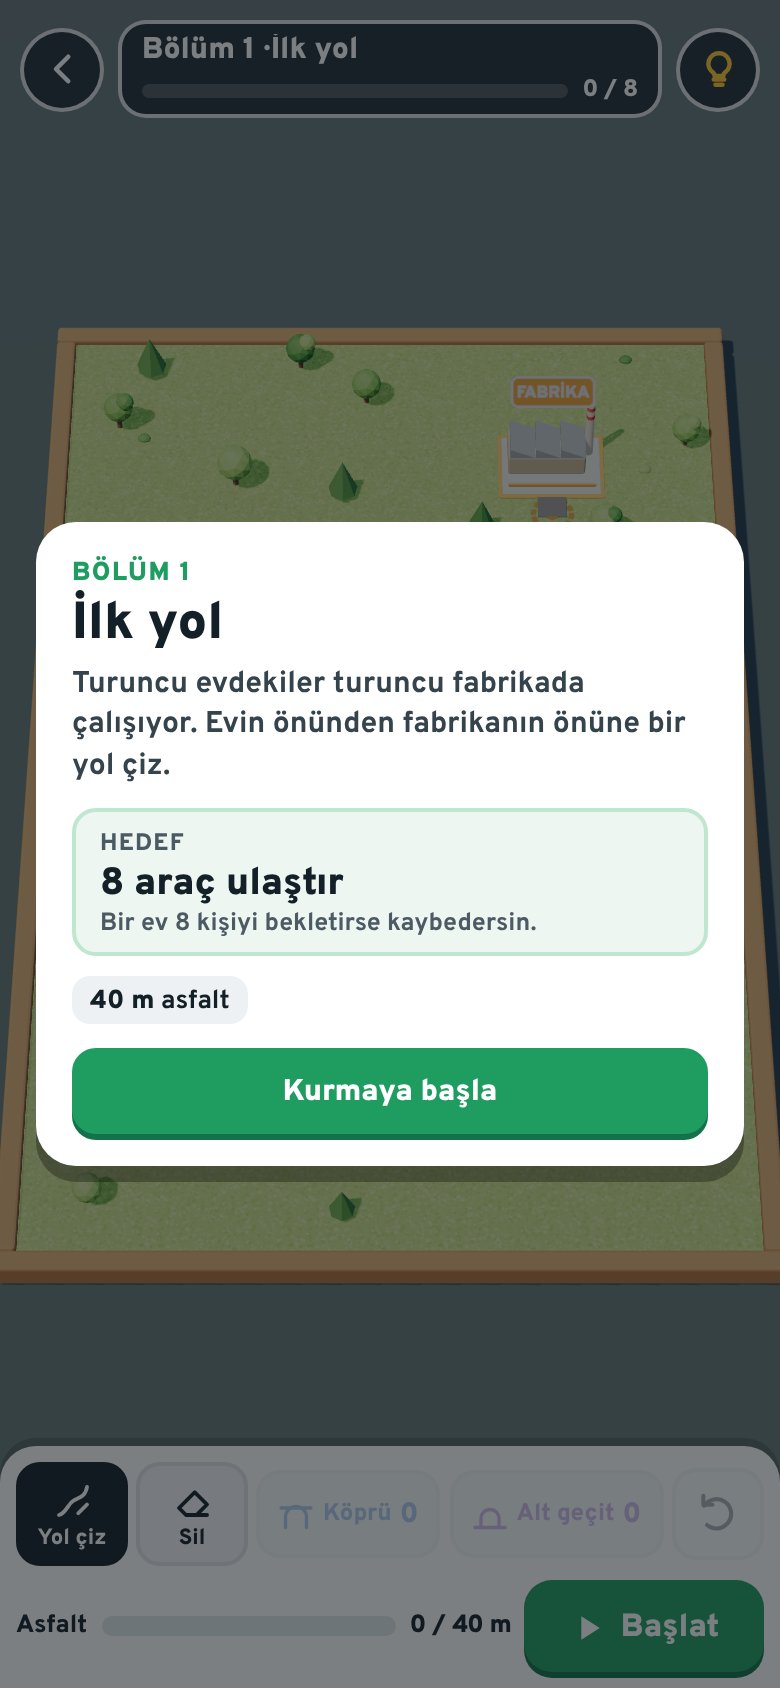 Bölüm 1 ·İlk yol
0 / 8
FABRİKA
BÖLÜM 1
İlk yol
Turuncu evdekiler turuncu fabrikada
çalışıyor. Evin önünden fabrikanın önüne bir
yol çiz.
HEDEF
8 araç ulaştır
Bir ev 8 kişiyi bekletirse kaybedersin.
40 m asfalt
Kurmaya başla
Yol çiz
Sil
Köprü 0
Alt geçit 0
Asfalt
0 / 40 m
Başlat